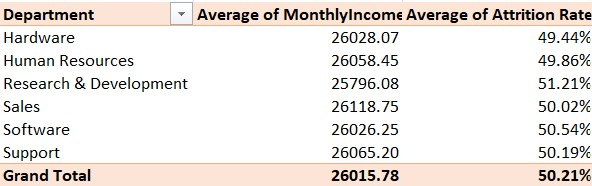 Department Average of MonthlyIncome Average of Attrition Rate
Hardware 26028.07 49.44%
Human Resources 26058.45 49.86%
Research & Development 25796.08 51.21%
Sales 26118.75 50.02%
Software 26026.25 50.54%
Support 26065.20 50.19%
Grand Total 26015.78 50.21%